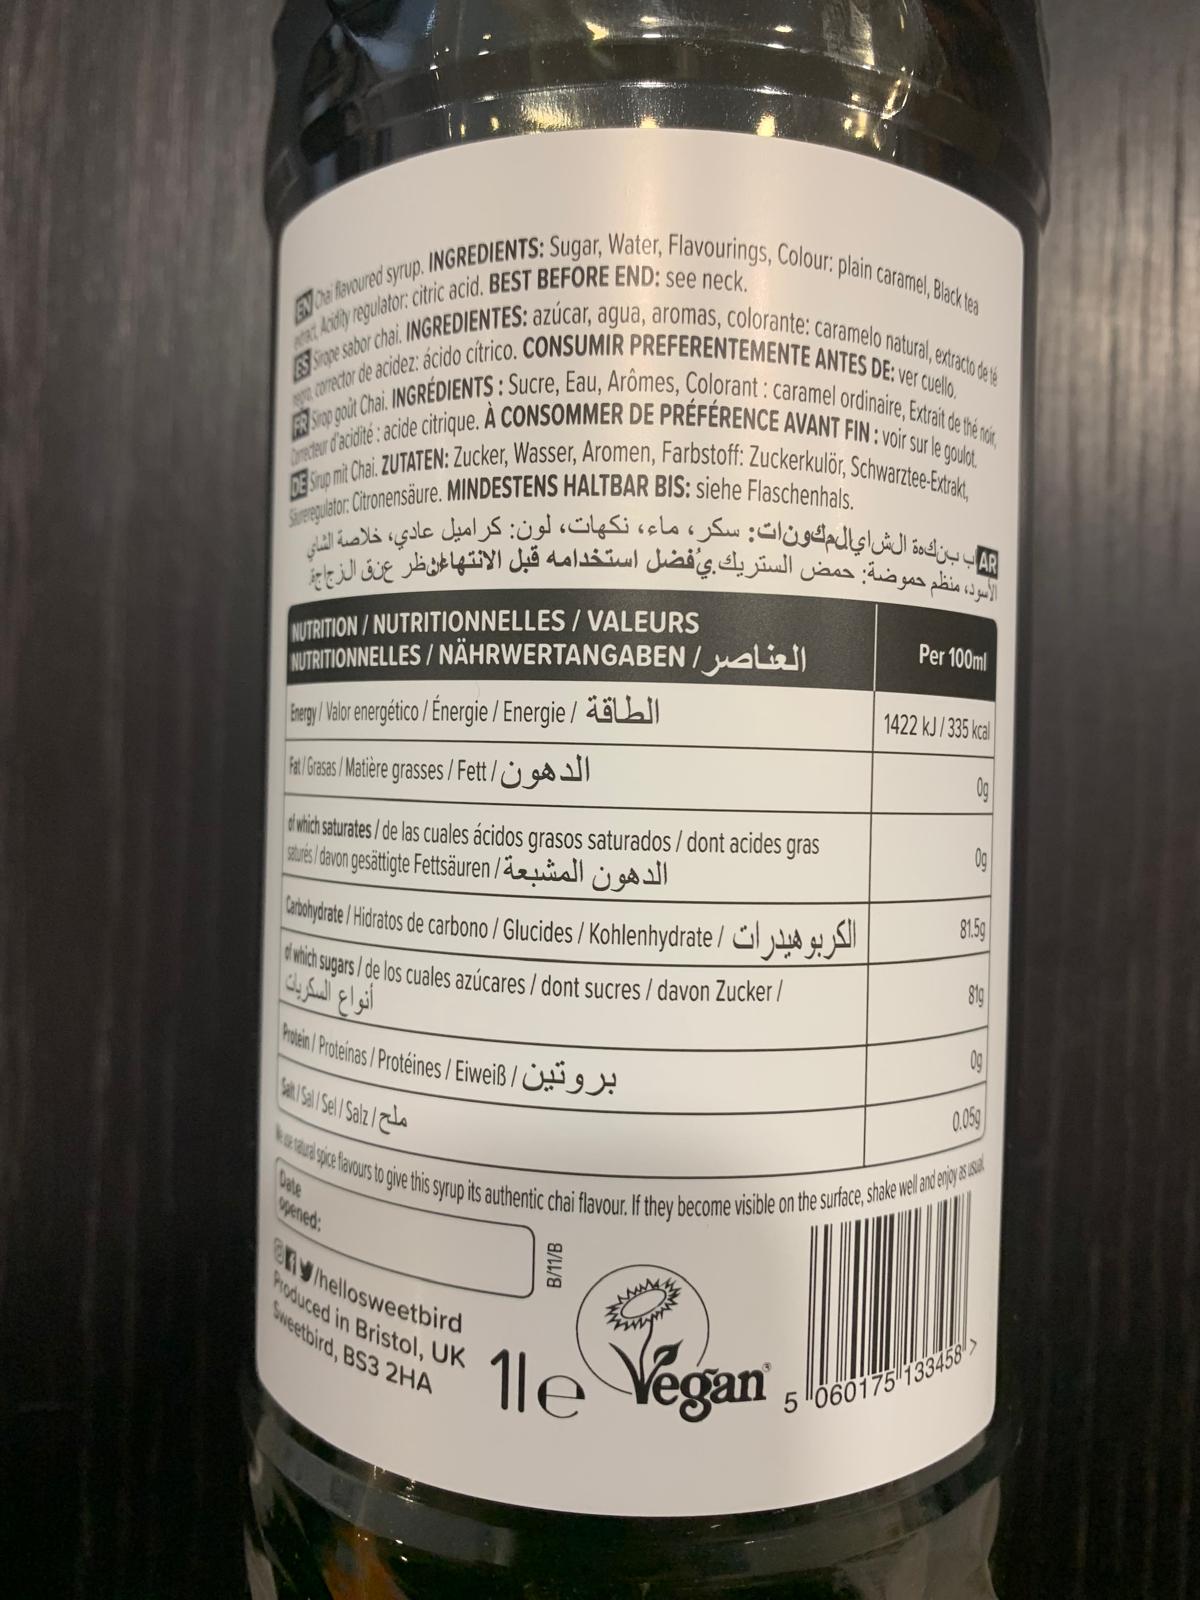 EN Chai flavoured syrup. INGREDIENTS: Sugar, Water, Flavourings, Colour: plain caramel, Black tea
extract, Acidity regulator: citric acid. BEST BEFORE END: see neck.
ES Sirope sabor chai. INGREDIENTES: azúcar, agua, aromas, colorante: caramelo natural, extracto de té
negro, corrector de acidez: ácido cítrico. CONSUMIR PREFERENTEMENTE ANTES DE: ver cuello.
FR Sirop goût Chai. INGRÉDIENTS : Sucre, Eau, Arômes, Colorant : caramel ordinaire, Extrait de thé noir,
Correcteur d'acidité : acide citrique. À CONSOMMER DE PRÉFÉRENCE AVANT FIN : voir sur le goulot.
DE Sirup mit Chai. ZUTATEN: Zucker, Wasser, Aromen, Farbstoff: Zuckerkulör, Schwarztee-Extrakt,
Säureregulator: Citronensäure. MINDESTENS HALTBAR BIS: siehe Flaschenhals.
AR ب بنكهة الشاي المكونات: سكر، ماء، نكهات، لون: كراميل عادي، خلاصة الشاي
الأسود، منظم حموضة: حمض الستريك. يُفضل استخدامه قبل الانتهاء: نظر عنق الزجاجة.
NUTRITION / NUTRITIONNELLES / VALEURS
NUTRITIONNELLES / NÄHRWERTANGABEN / العناصر
Per 100ml
Energy / Valor energético / Énergie / Energie / الطاقة 1422 kJ / 335 kcal
Fat / Grasas / Matière grasses / Fett / الدهون 0g
of which saturates / de las cuales ácidos grasos saturados / dont acides gras
saturés / davon gesättigte Fettsäuren / الدهون المشبعة 0g
Carbohydrate / Hidratos de carbono / Glucides / Kohlenhydrate / الكربوهيدرات 81.5g
of which sugars / de los cuales azúcares / dont sucres / davon Zucker /
أنواع السكريات 81g
Protein / Proteínas / Protéines / Eiweiß / بروتين 0g
Salt / Sal / Sel / Salz / ملح 0.05g
We use natural spice flavours to give this syrup its authentic chai flavour. If they become visible on the surface, shake well and enjoy as usual.
Date
opened:
B/11/B
/hellosweetbird
Produced in Bristol, UK
Sweetbird, BS3 2HA
1l e
Vegan
5 060175 133458 >